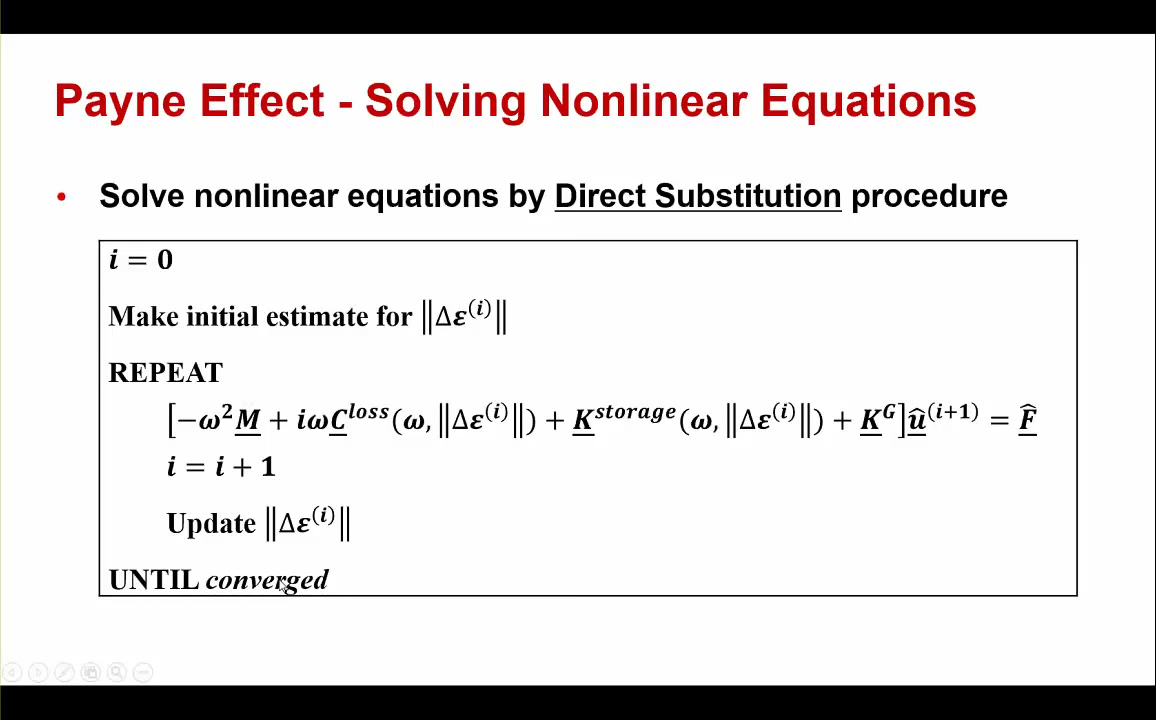 Payne Effect - Solving Nonlinear Equations
• Solve nonlinear equations by Direct Substitution procedure
i = 0
Make initial estimate for ‖Δε⁽ⁱ⁾‖
REPEAT
[−ω²M + iωC^loss(ω, ‖Δε⁽ⁱ⁾‖) + K^storage(ω, ‖Δε⁽ⁱ⁾‖) + K^G]û⁽ⁱ⁺¹⁾ = F̂
i = i + 1
Update ‖Δε⁽ⁱ⁾‖
UNTIL converged